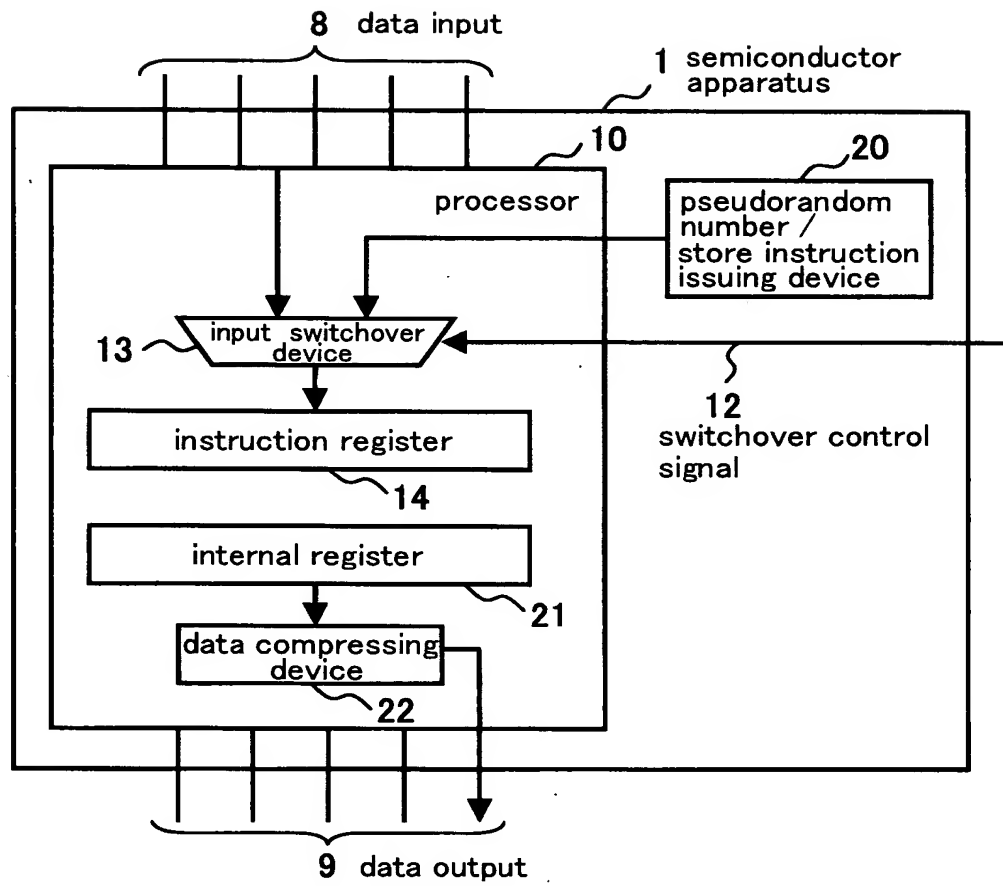 8 data input
1 semiconductor
apparatus
10
20
processor
pseudorandom
number /
store instruction
issuing device
input switchover
device
13
12
switchover control
signal
instruction register
14
internal register
21
data compressing
device
22
9 data output